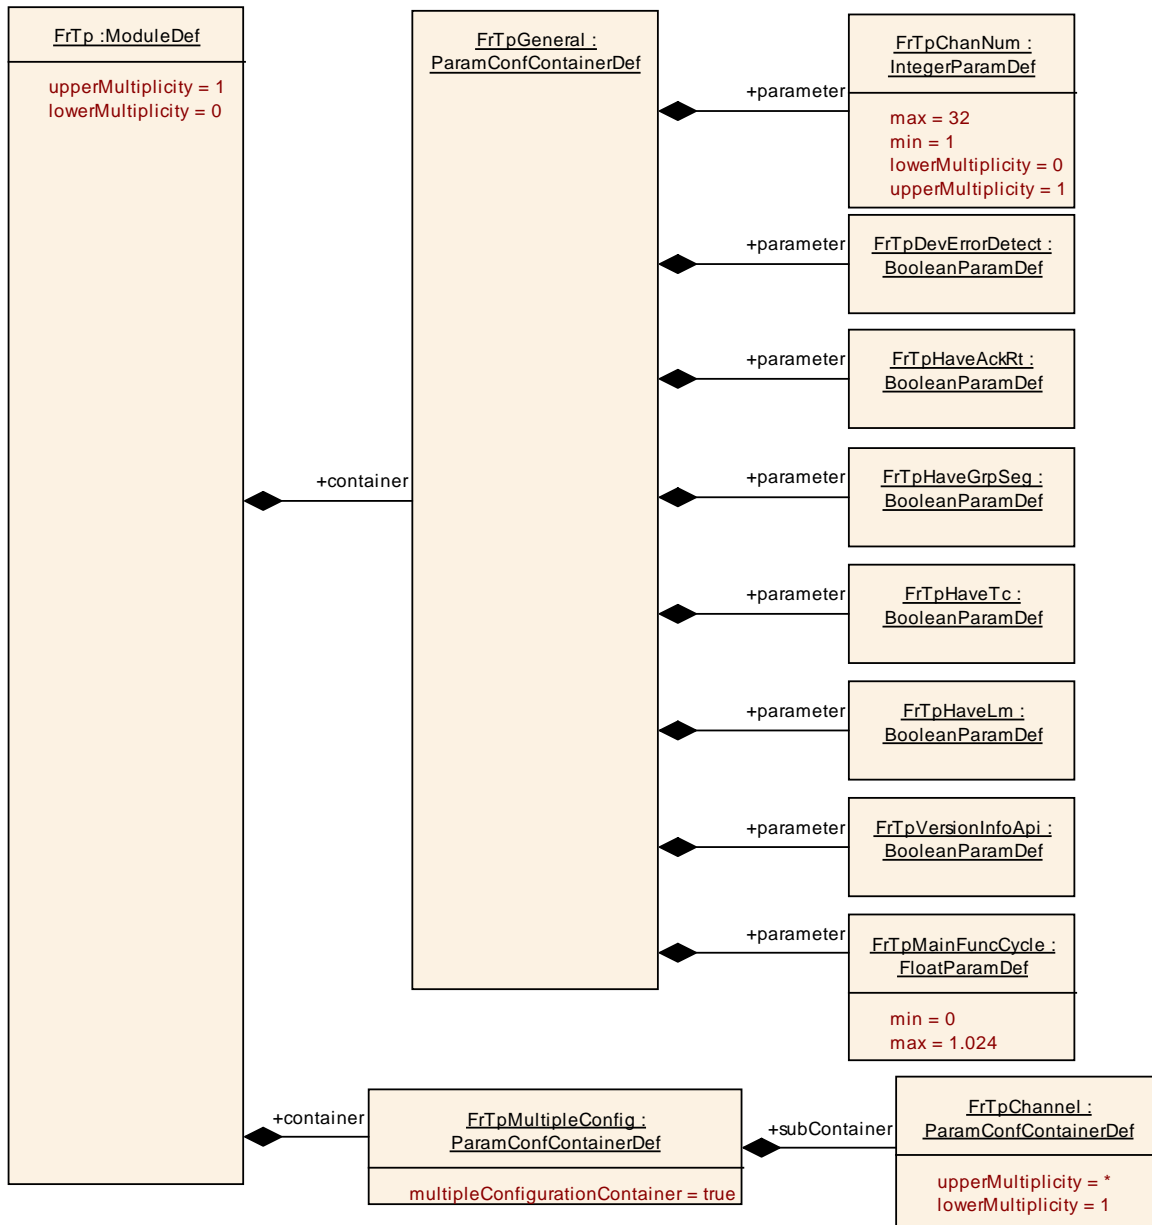 FrTp :ModuleDef
upperMultiplicity = 1
lowerMultiplicity = 0
FrTpGeneral :
ParamConfContainerDef
+container
+parameter
FrTpChanNum :
IntegerParamDef
max = 32
min = 1
lowerMultiplicity = 0
upperMultiplicity = 1
+parameter
FrTpDevErrorDetect :
BooleanParamDef
+parameter
FrTpHaveAckRt :
BooleanParamDef
+parameter
FrTpHaveGrpSeg :
BooleanParamDef
+parameter
FrTpHaveTc :
BooleanParamDef
+parameter
FrTpHaveLm :
BooleanParamDef
+parameter
FrTpVersionInfoApi :
BooleanParamDef
+parameter
FrTpMainFuncCycle :
FloatParamDef
min = 0
max = 1.024
+container
FrTpMultipleConfig :
ParamConfContainerDef
multipleConfigurationContainer = true
+subContainer
FrTpChannel :
ParamConfContainerDef
upperMultiplicity = *
lowerMultiplicity = 1